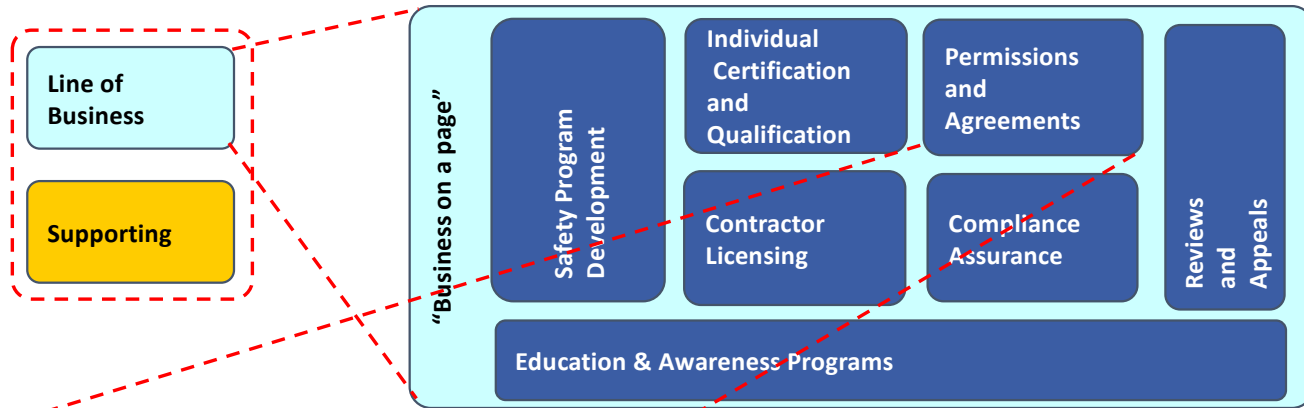 Line of
Business
Supporting
“Business on a page”
Safety Program
Development
Individual
Certification
and
Qualification
Permissions
and
Agreements
Contractor
Licensing
Compliance
Assurance
Reviews
and
Appeals
Education & Awareness Programs